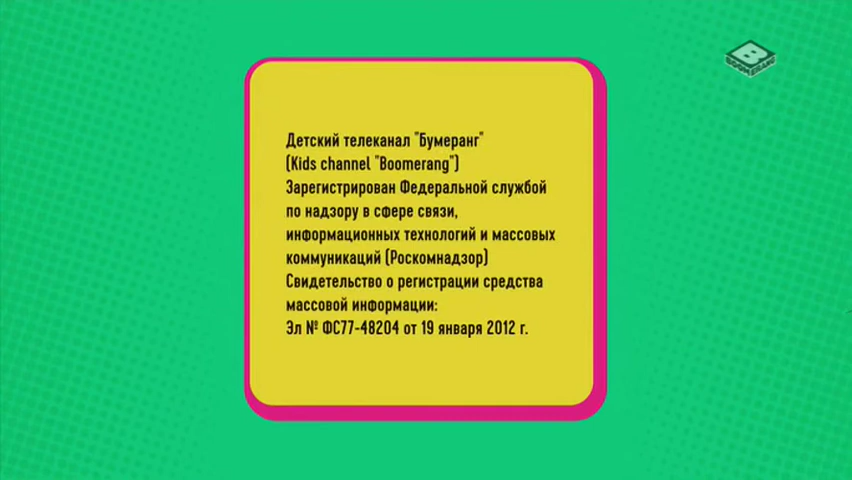 B
BOOMERANG
Детский телеканал "Бумеранг"
(Kids channel "Boomerang")
Зарегистрирован Федеральной службой
по надзору в сфере связи,
информационных технологий и массовых
коммуникаций (Роскомнадзор)
Свидетельство о регистрации средства
массовой информации:
Эл № ФС77-48204 от 19 января 2012 г.